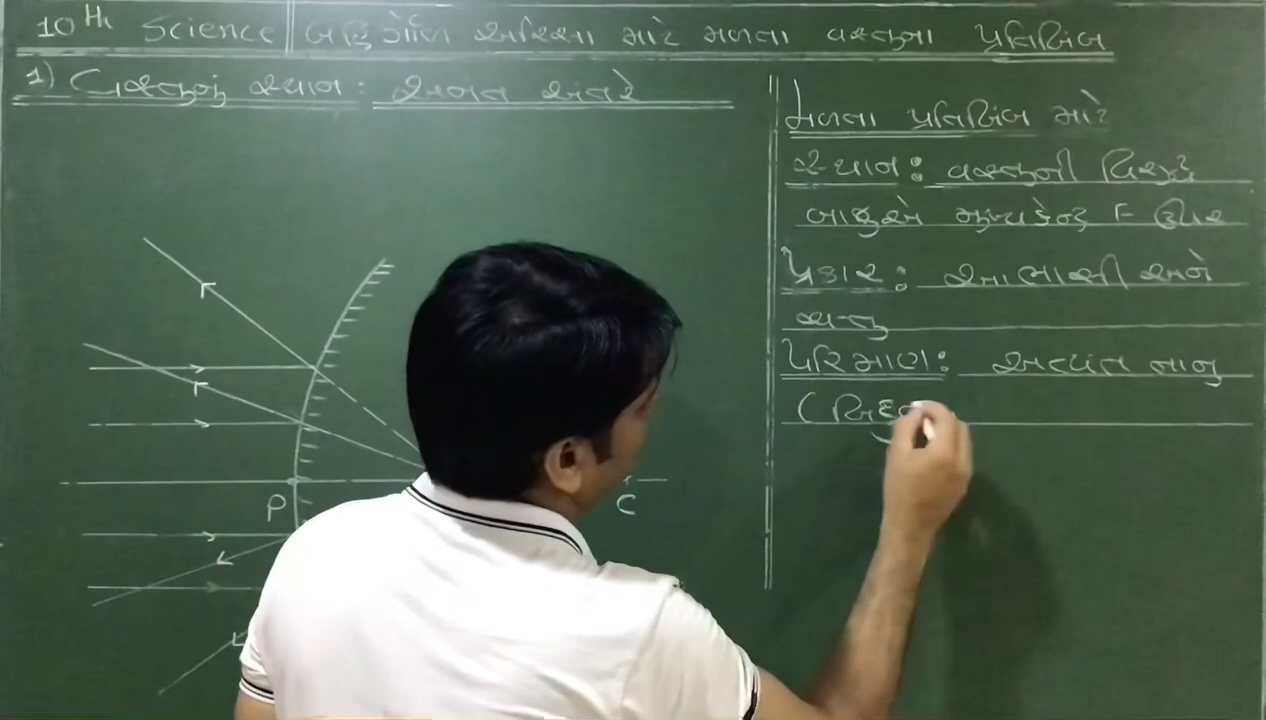 10th Science | બહિર્ગોળ અરિસા માટે મળતા વસ્તુના પ્રતિબિંબ
1) વસ્તુનું સ્થાન : અનંત અંતરે
મળતા પ્રતિબિંબ માટે
સ્થાન : વસ્તુની વિરુદ્ધ
બાજુએ મુખ્યકેન્દ્ર F ઊપર
પ્રકાર : આભાસી અને
ચત્તુ
પરિમાણ : અત્યંત નાનુ
(બિંદુ
P
C